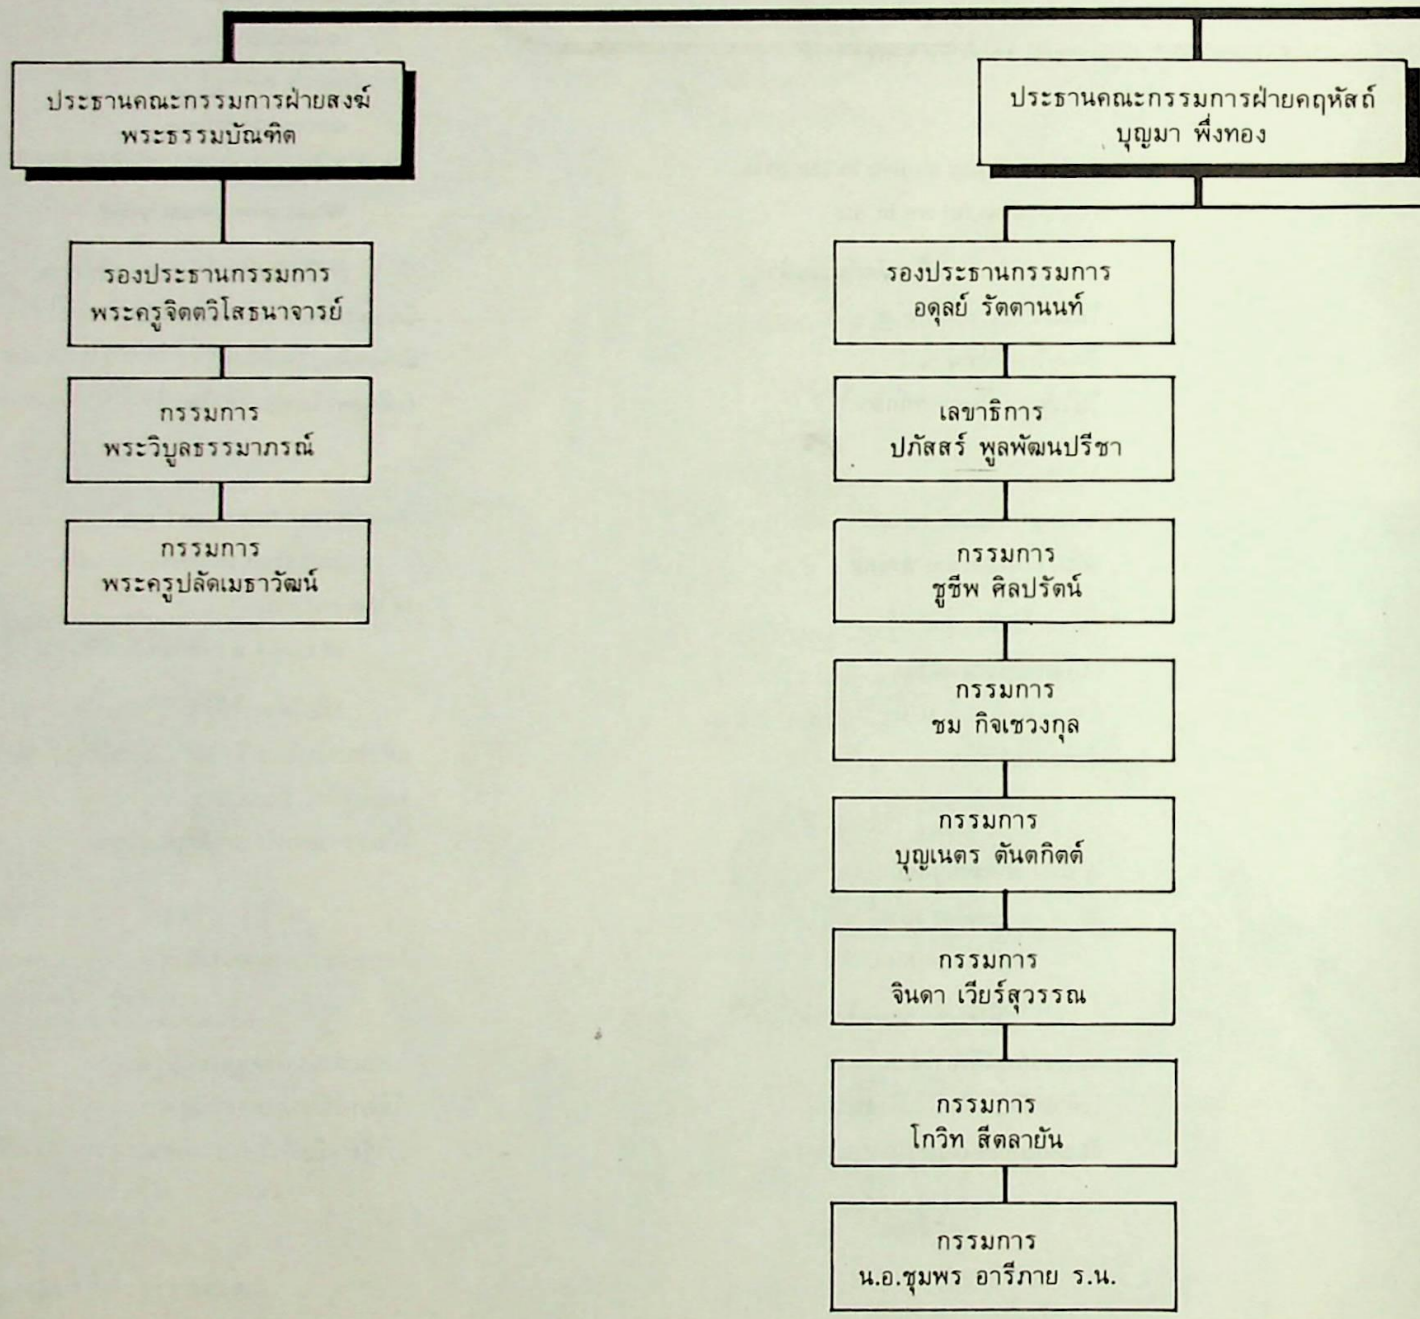 ประธานคณะกรรมการฝ่ายสงฆ์
พระธรรมบัณฑิต
รองประธานกรรมการ
พระครูจิตตวิโสธนาจารย์
กรรมการ
พระวิบูลธรรมาภรณ์
กรรมการ
พระครูปลัดเมธาวัฒน์
ประธานคณะกรรมการฝ่ายคฤหัสถ์
บุญมา พึ่งทอง
รองประธานกรรมการ
อดุลย์ รัตตานนท์
เลขาธิการ
ปภัสสร์ พูลพัฒนปรีชา
กรรมการ
ชูชีพ ศิลปรัตน์
กรรมการ
ชม กิจเชวงกุล
กรรมการ
บุญเนตร ตันตกิตต์
กรรมการ
จินดา เวียร์สุวรรณ
กรรมการ
โกวิท สีตลายัน
กรรมการ
น.อ.ชุมพร อารีภาย ร.น.